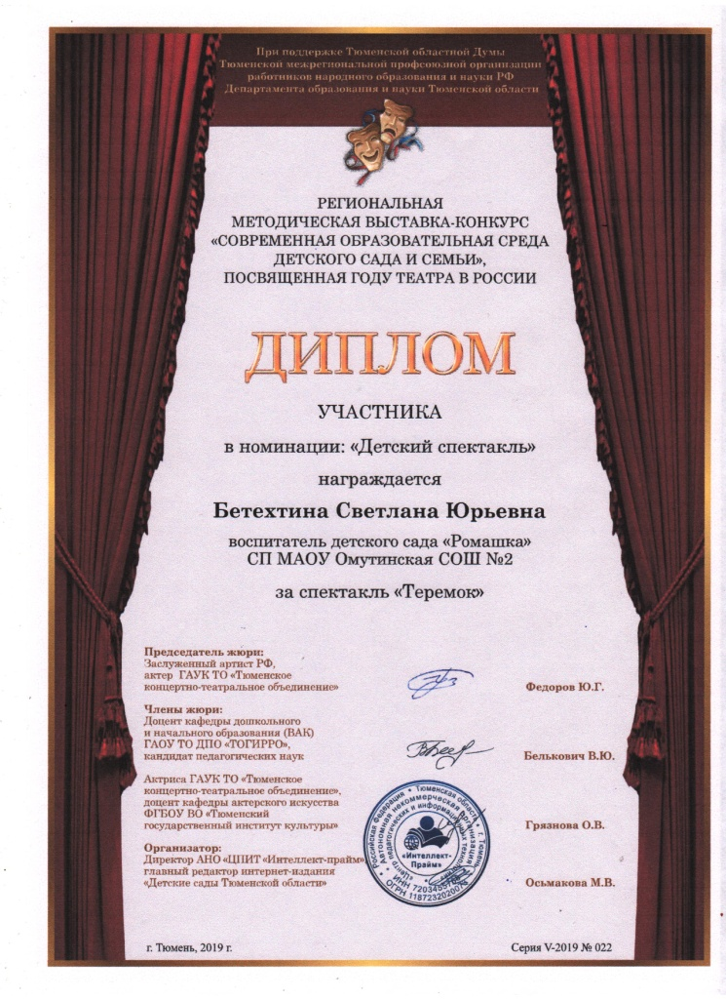 При поддержке Тюменской областной Думы
Тюменской межрегиональной профсоюзной организации
работников народного образования и науки РФ
Департамента образования и науки Тюменской области
РЕГИОНАЛЬНАЯ
МЕТОДИЧЕСКАЯ ВЫСТАВКА-КОНКУРС
«СОВРЕМЕННАЯ ОБРАЗОВАТЕЛЬНАЯ СРЕДА
ДЕТСКОГО САДА И СЕМЬИ»,
ПОСВЯЩЕННАЯ ГОДУ ТЕАТРА В РОССИИ
ДИПЛОМ
УЧАСТНИКА
в номинации: «Детский спектакль»
награждается
Бетехтина Светлана Юрьевна
воспитатель детского сада «Ромашка»
СП МАОУ Омутинская СОШ №2
за спектакль «Теремок»
Председатель жюри:
Заслуженный артист РФ,
актер ГАУК ТО «Тюменское
концертно-театральное объединение»
Федоров Ю.Г.
Члены жюри:
Доцент кафедры дошкольного
и начального образования (ВАК)
ГАОУ ТО ДПО «ТОГИРРО»,
кандидат педагогических наук
Белькович В.Ю.
Актриса ГАУК ТО «Тюменское
концертно-театральное объединение»,
доцент кафедры актерского искусства
ФГБОУ ВО «Тюменский
государственный институт культуры»
Грязнова О.В.
Организатор:
Директор АНО «ЦПИТ «Интеллект-прайм»
главный редактор интернет-издания
«Детские сады Тюменской области»
Осьмакова М.В.
Российская Федерация • Тюменская область • г. Тюмень
Автономная некоммерческая организация
«Центр педагогических и информационных
«Интеллект-
Прайм»
ИНН
ОГРН
г. Тюмень, 2019 г.
Серия V-2019 № 022